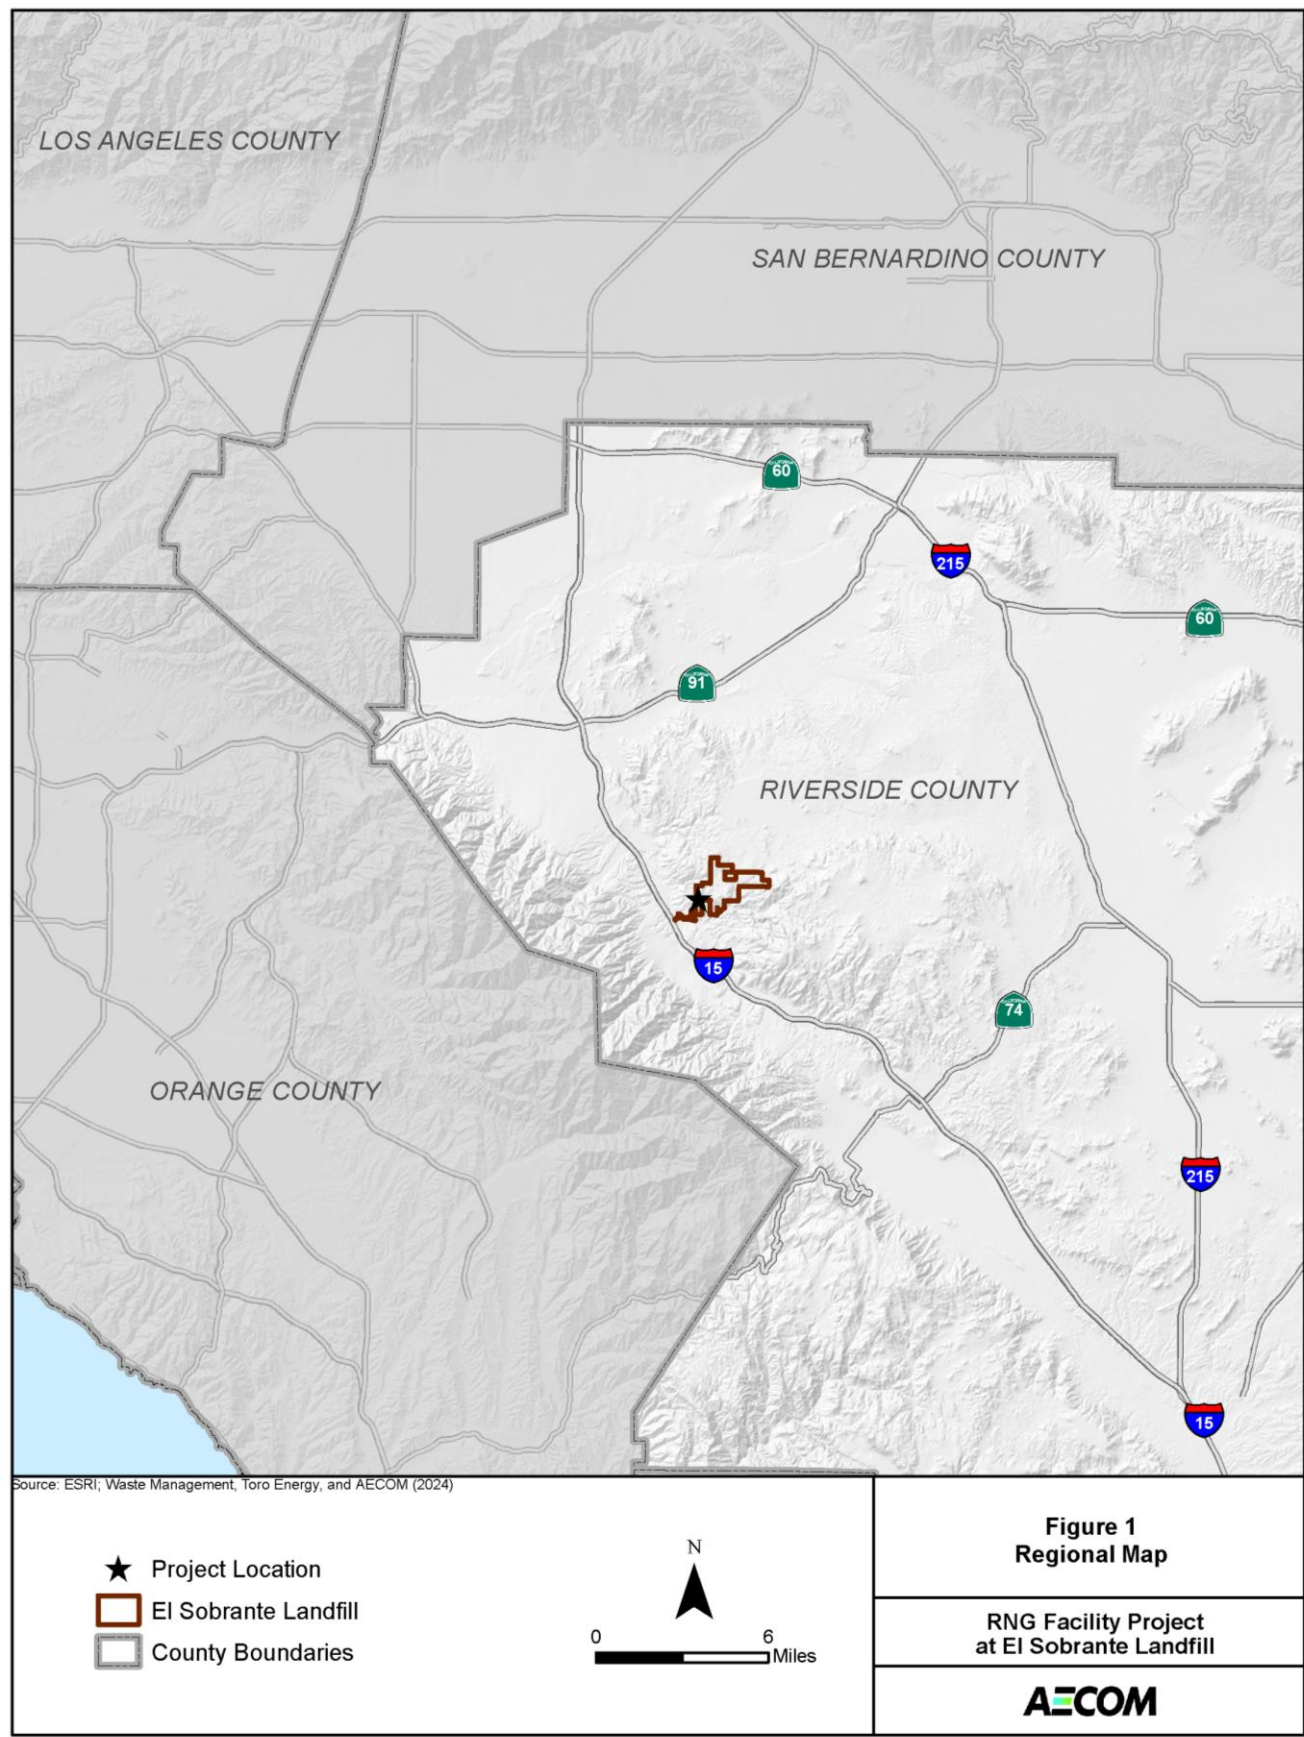 LOS ANGELES COUNTY
SAN BERNARDINO COUNTY
60
215
60
91
RIVERSIDE COUNTY
15
74
ORANGE COUNTY
215
15
Source: ESRI; Waste Management, Toro Energy, and AECOM (2024)
Project Location
El Sobrante Landfill
County Boundaries
N
0 6
Miles
Figure 1
Regional Map
RNG Facility Project
at El Sobrante Landfill
AECOM